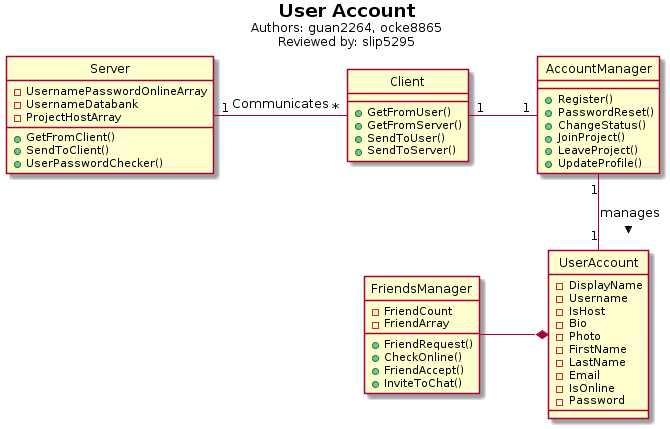 User Account
Authors: guan2264, ocke8865
Reviewed by: slip5295
Server
UsernamePasswordOnlineArray
UsernameDatabank
ProjectHostArray
GetFromClient()
SendToClient()
UserPasswordChecker()
1 Communicates *
Client
GetFromUser()
GetFromServer()
SendToUser()
SendToServer()
1 1
AccountManager
Register()
PasswordReset()
ChangeStatus()
JoinProject()
LeaveProject()
UpdateProfile()
1
manages
1
FriendsManager
FriendCount
FriendArray
FriendRequest()
CheckOnline()
FriendAccept()
InviteToChat()
UserAccount
DisplayName
Username
IsHost
Bio
Photo
FirstName
LastName
Email
IsOnline
Password